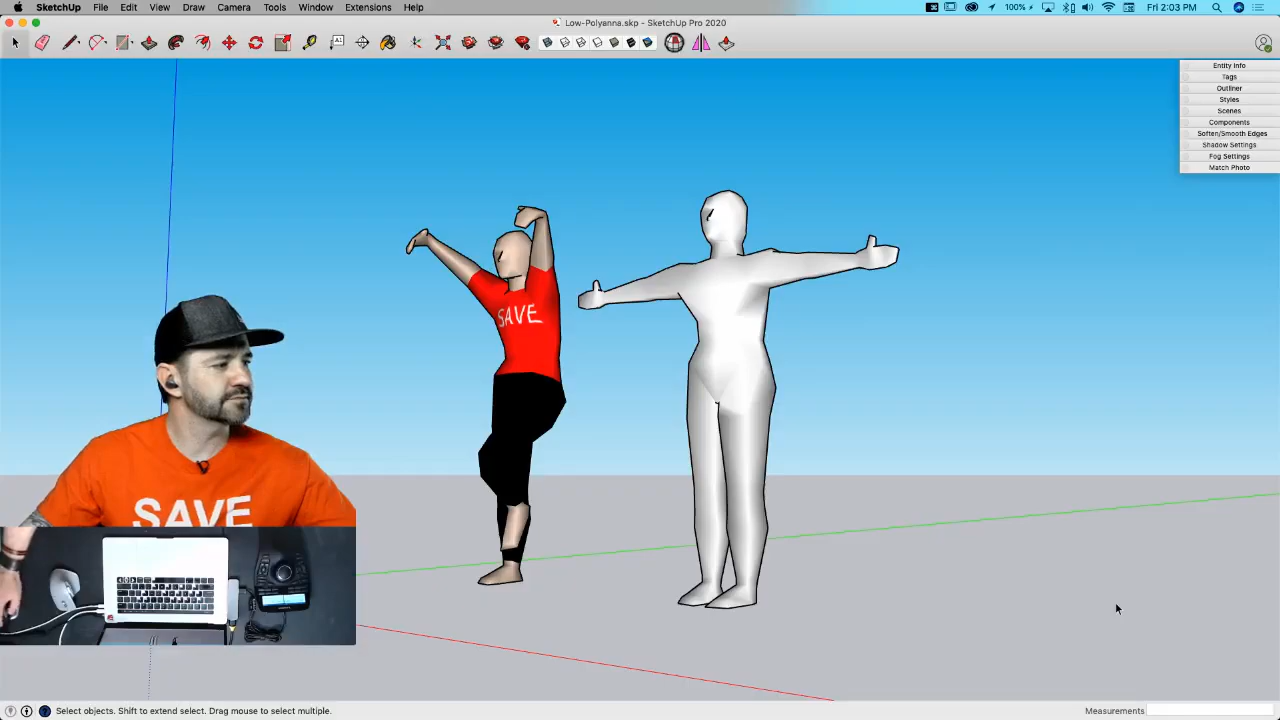 SketchUp File Edit View Draw Camera Tools Window Extensions Help
100% Fri 2:03 PM
Low-Polyanna.skp - SketchUp Pro 2020
Entity Info
Tags
Outliner
Styles
Scenes
Components
Soften/Smooth Edges
Shadow Settings
Fog Settings
Match Photo
SAVE
SAVE
Select objects. Shift to extend select. Drag mouse to select multiple.
Measurements